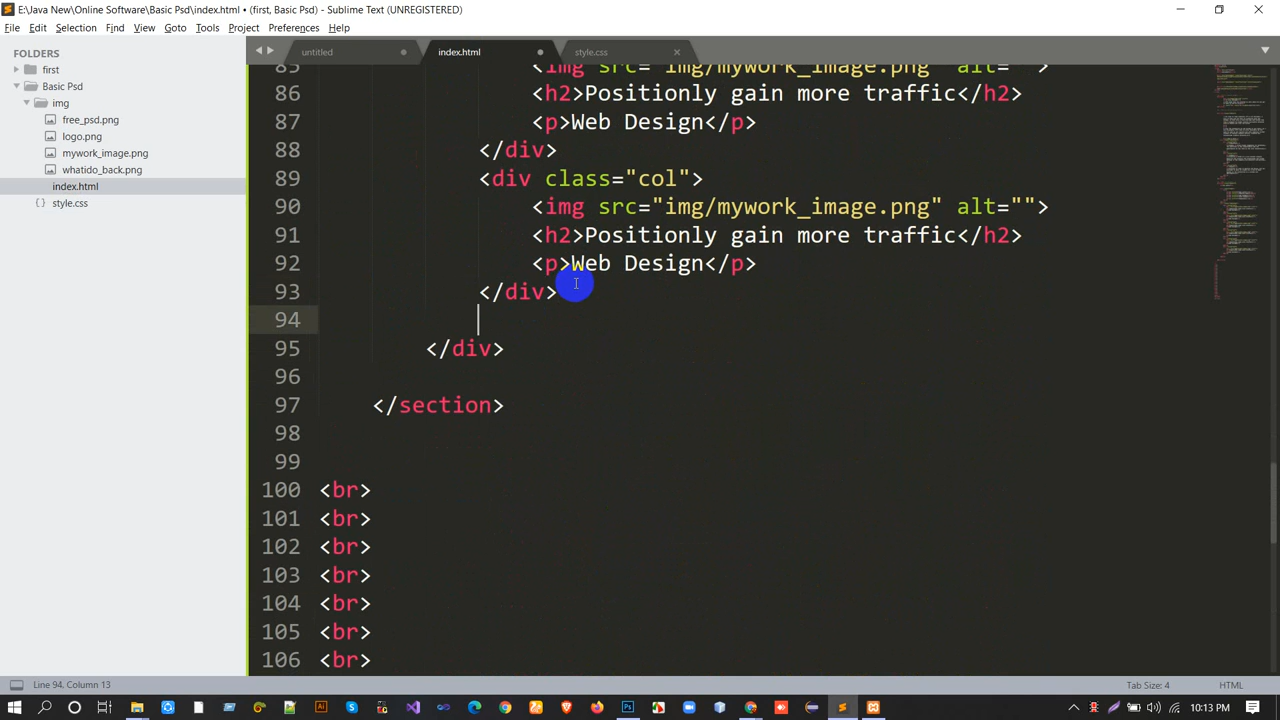 E:\Java New\Online Software\Basic Psd\index.html • (first, Basic Psd) - Sublime Text (UNREGISTERED)
File Edit Selection Find View Goto Tools Project Preferences Help
FOLDERS
first
Basic Psd
img
free_psd.png
logo.png
mywork_image.png
whatido_back.png
index.html
style.css
untitled index.html style.css
85 <img src="img/mywork_image.png" alt="">
86 <h2>Positionly gain more traffic</h2>
87 <p>Web Design</p>
88 </div>
89 <div class="col">
90 <img src="img/mywork_image.png" alt="">
91 <h2>Positionly gain more traffic</h2>
92 <p>Web Design</p>
93 </div>
94
95 </div>
96
97 </section>
98
99
100 <br>
101 <br>
102 <br>
103 <br>
104 <br>
105 <br>
106 <br>
Line 94, Column 13 Tab Size: 4 HTML
10:13 PM